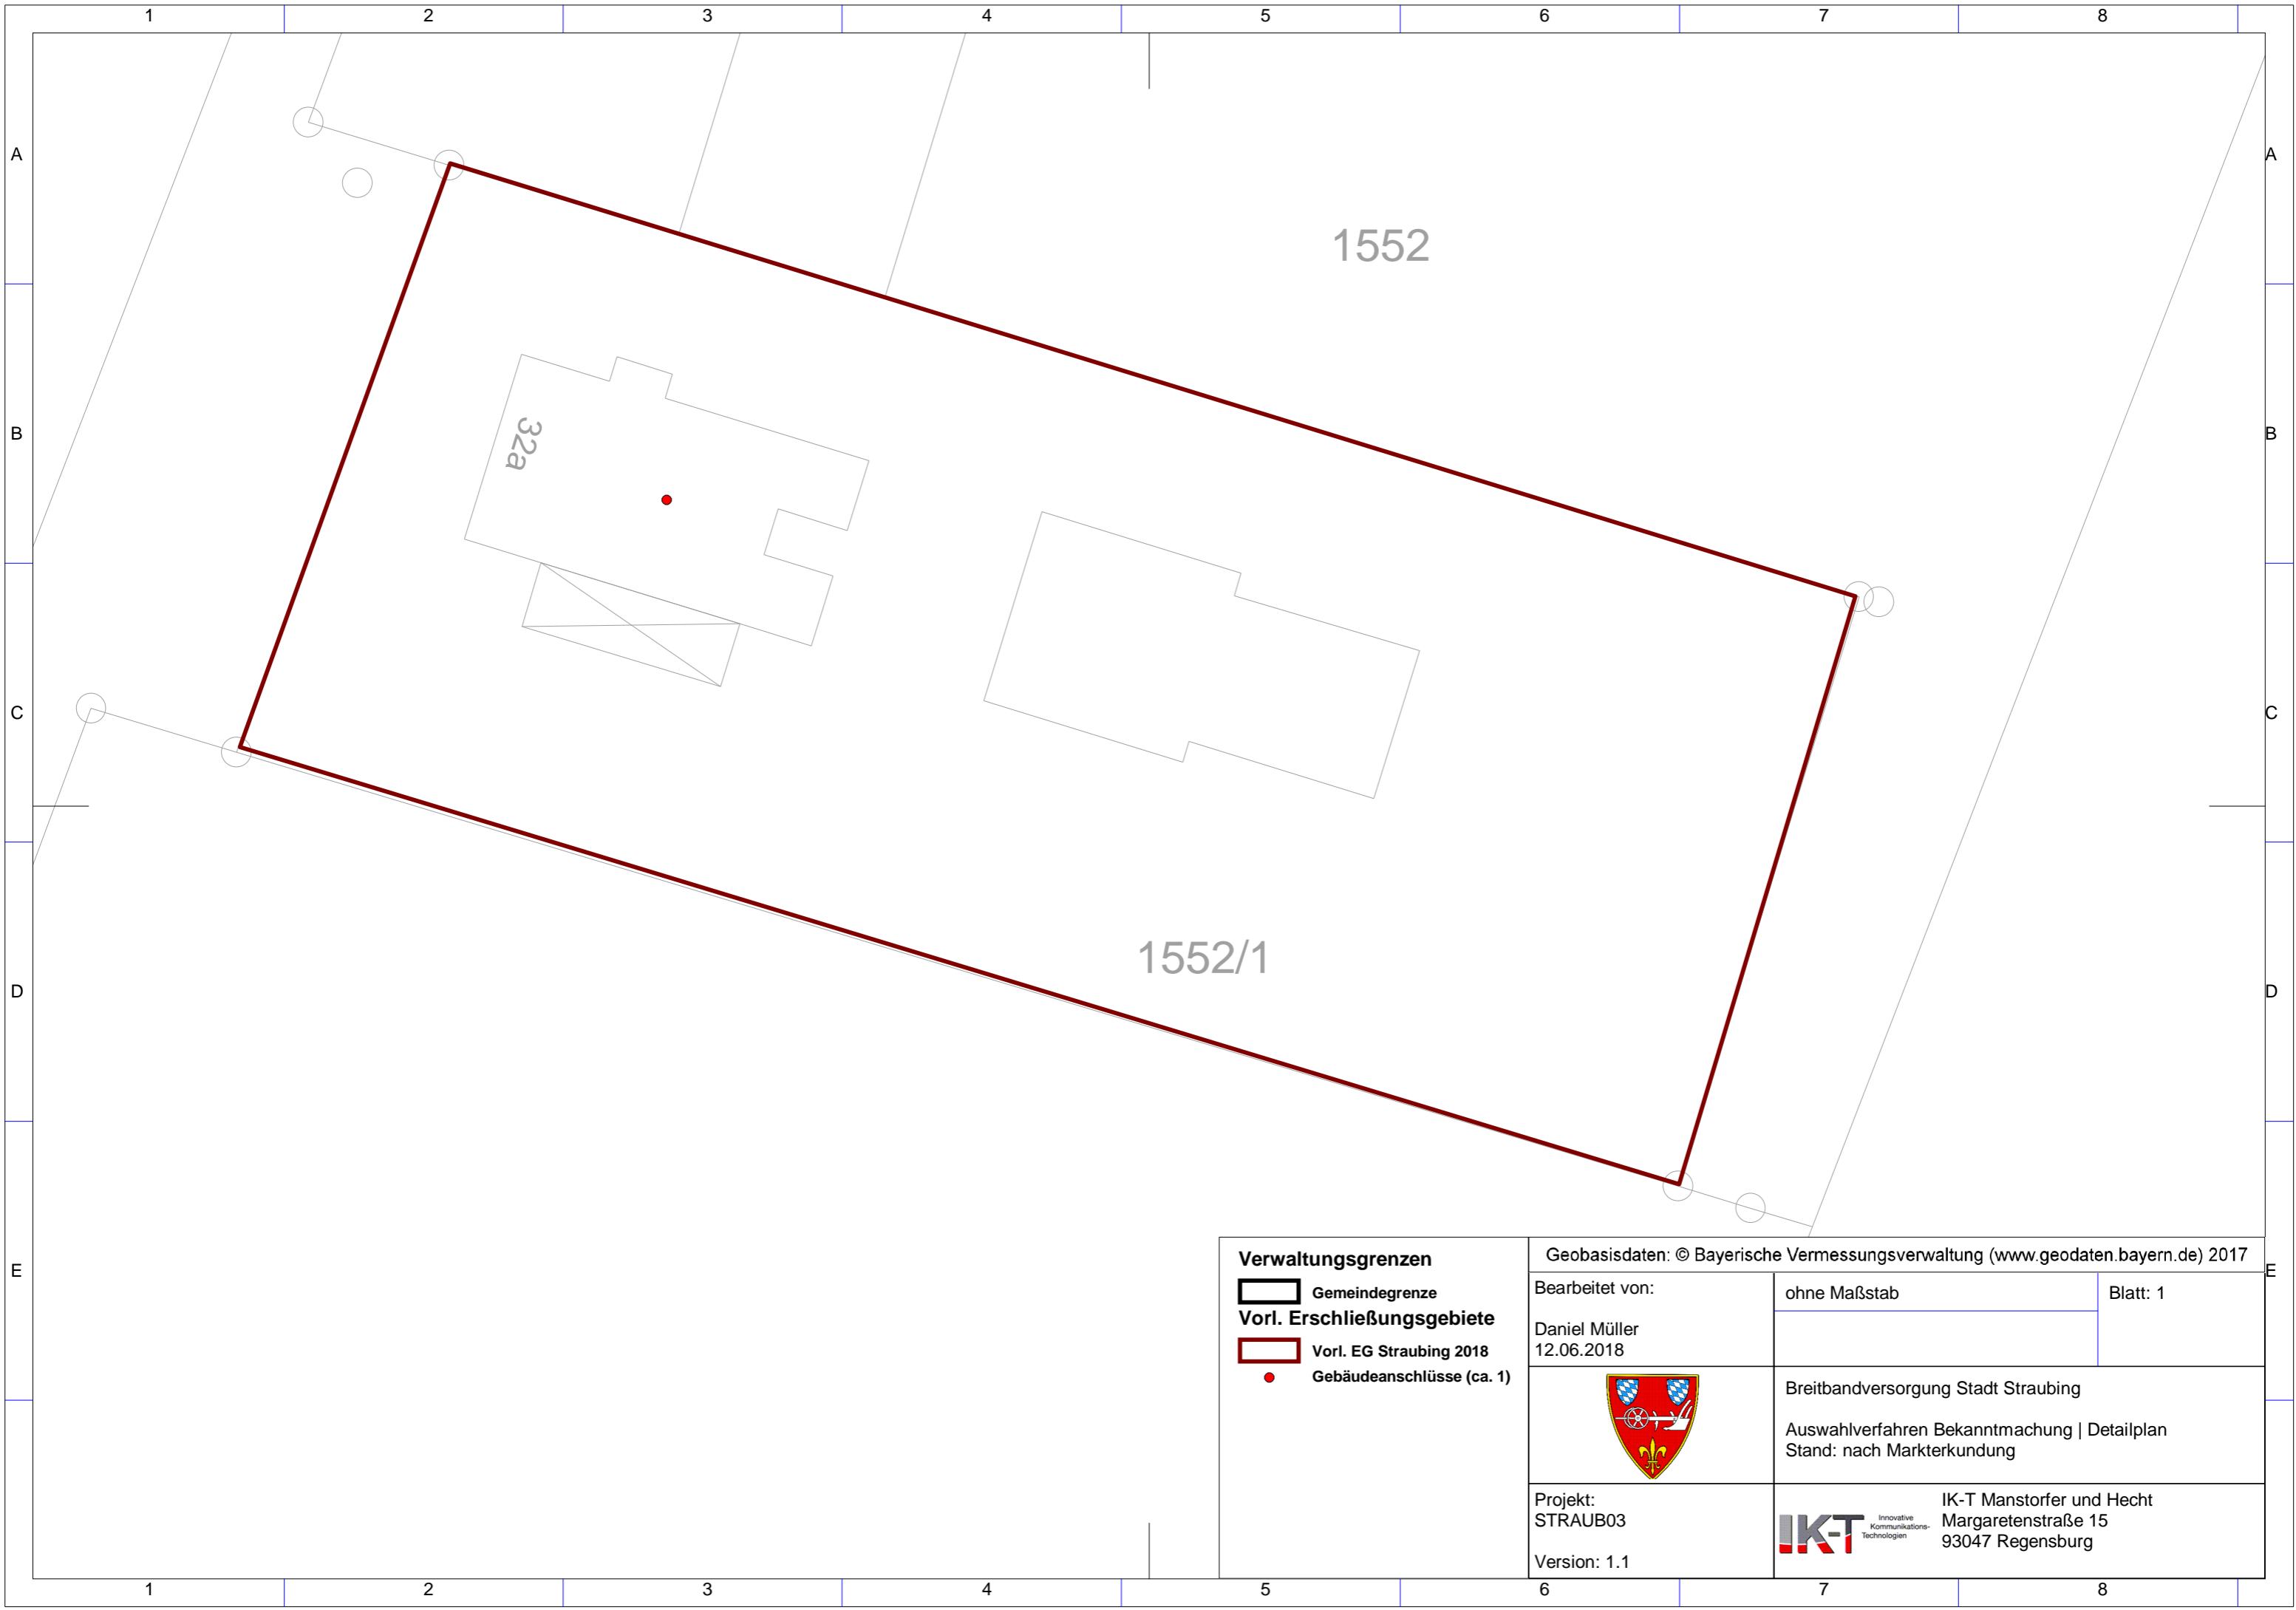 1 2 3 4 5 6 7 8
A A
1552
B B
32a
C C
1552/1
D D
E E
Verwaltungsgrenzen
Gemeindegrenze
Vorl. Erschließungsgebiete
Vorl. EG Straubing 2018
Gebäudeanschlüsse (ca. 1)
Geobasisdaten: © Bayerische Vermessungsverwaltung (www.geodaten.bayern.de) 2017
Bearbeitet von:
Daniel Müller
12.06.2018
ohne Maßstab
Blatt: 1
Breitbandversorgung Stadt Straubing
Auswahlverfahren Bekanntmachung | Detailplan
Stand: nach Markterkundung
Projekt:
STRAUB03
Version: 1.1
IK-T
Innovative
Kommunikations-
Technologien
IK-T Manstorfer und Hecht
Margaretenstraße 15
93047 Regensburg
1 2 3 4 5 6 7 8